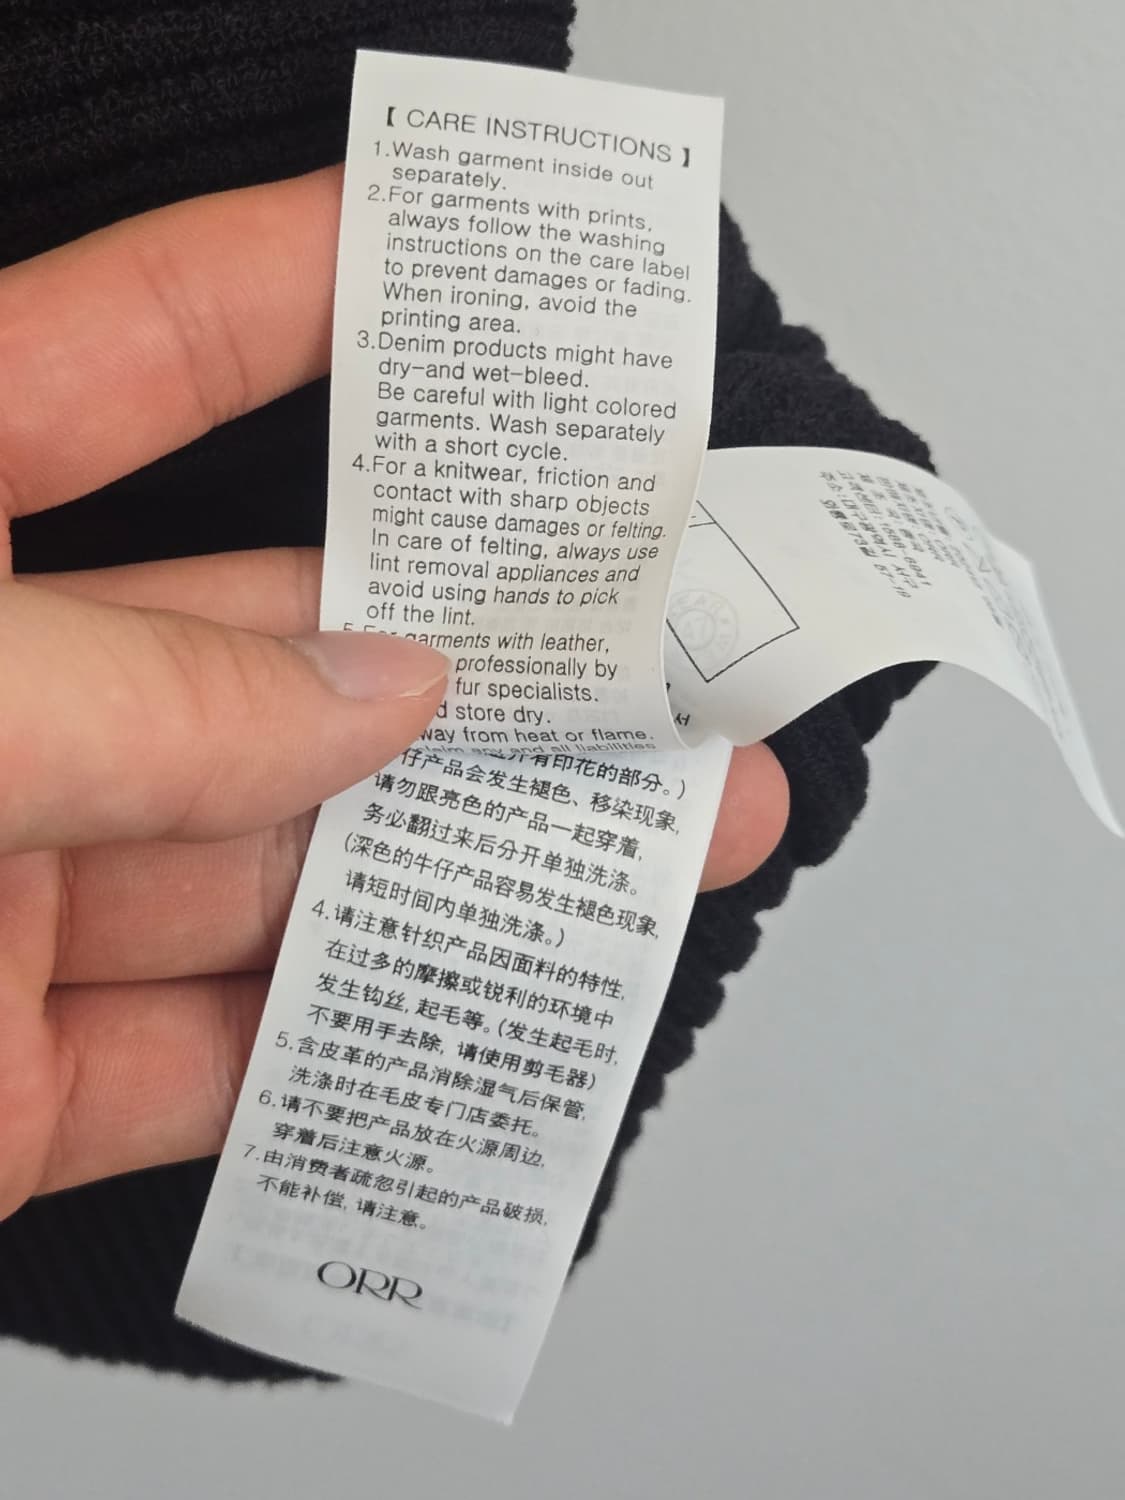 【 CARE INSTRUCTIONS 】
1.Wash garment inside out
separately.
2.For garments with prints,
always follow the washing
instructions on the care label
to prevent damages or fading.
When ironing, avoid the
printing area.
3.Denim products might have
dry-and wet-bleed.
Be careful with light colored
garments. Wash separately
with a short cycle.
4.For a knitwear, friction and
contact with sharp objects
might cause damages or felting.
In care of felting, always use
lint removal appliances and
avoid using hands to pick
off the lint.
5.For garments with leather,
professionally by
fur specialists.
store dry.
from heat or flame.
any and all liabilities
有印花的部分。)
仔产品会发生褪色、移染现象,
请勿跟亮色的产品一起穿着,
务必翻过来后分开单独洗涤。
(深色的牛仔产品容易发生褪色现象,
请短时间内单独洗涤。)
4.请注意针织产品因面料的特性,
在过多的摩擦或锐利的环境中
发生钩丝, 起毛等。(发生起毛时,
不要用手去除, 请使用剪毛器)
5.含皮革的产品消除湿气后保管,
洗涤时在毛皮专门店委托。
6.请不要把产品放在火源周边,
穿着后注意火源。
7.由消费者疏忽引起的产品破损,
不能补偿, 请注意。
ORR